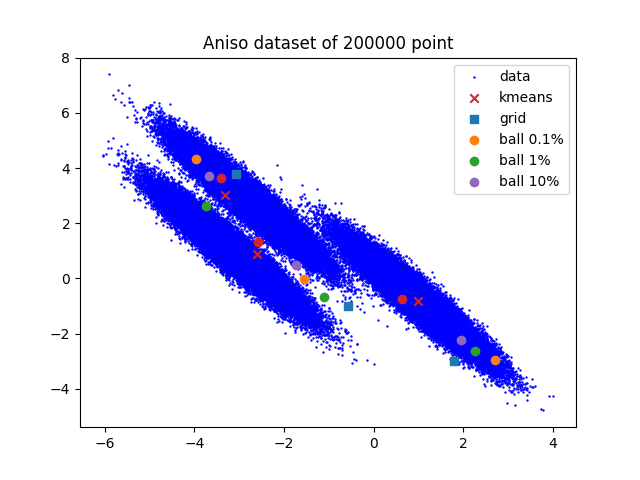 Aniso dataset of 200000 point
data
kmeans
grid
ball 0.1%
ball 1%
ball 10%
8
6
4
2
0
−2
−4
−6 −4 −2 0 2 4